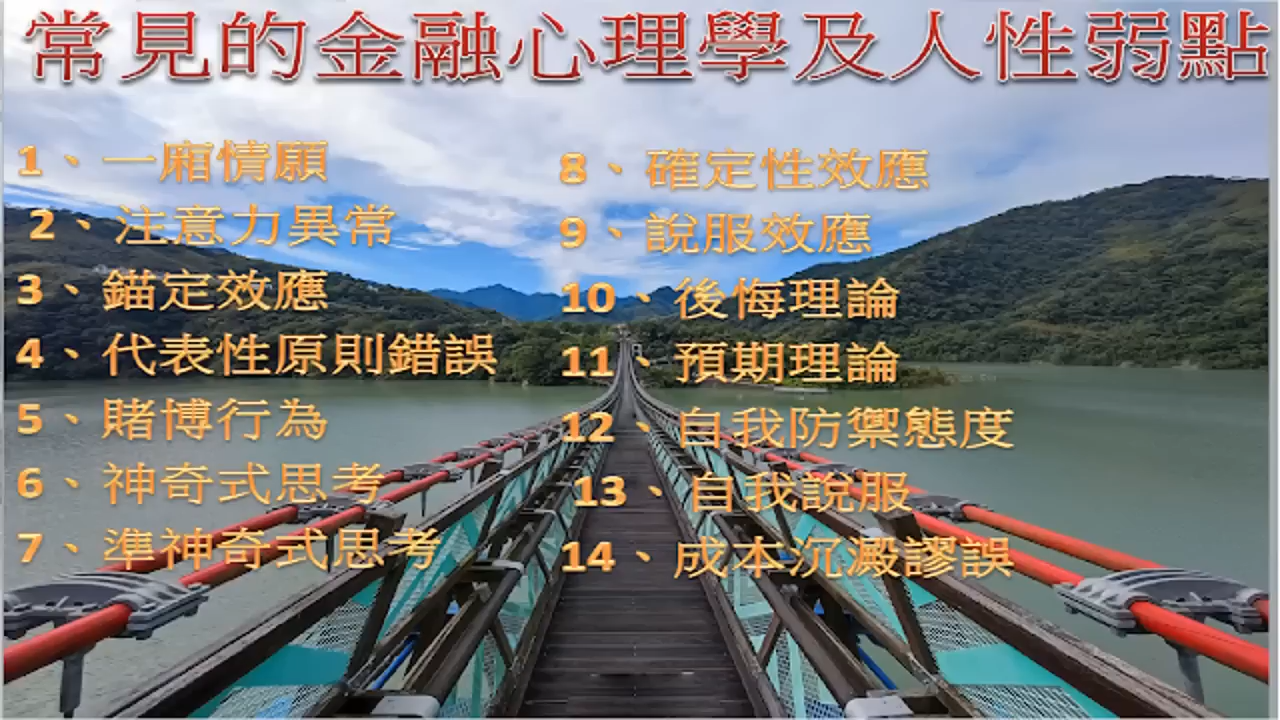 常見的金融心理學及人性弱點
1、一廂情願
2、注意力異常
3、錨定效應
4、代表性原則錯誤
5、賭博行為
6、神奇式思考
7、準神奇式思考
8、確定性效應
9、說服效應
10、後悔理論
11、預期理論
12、自我防禦態度
13、自我說服
14、成本沉澱謬誤